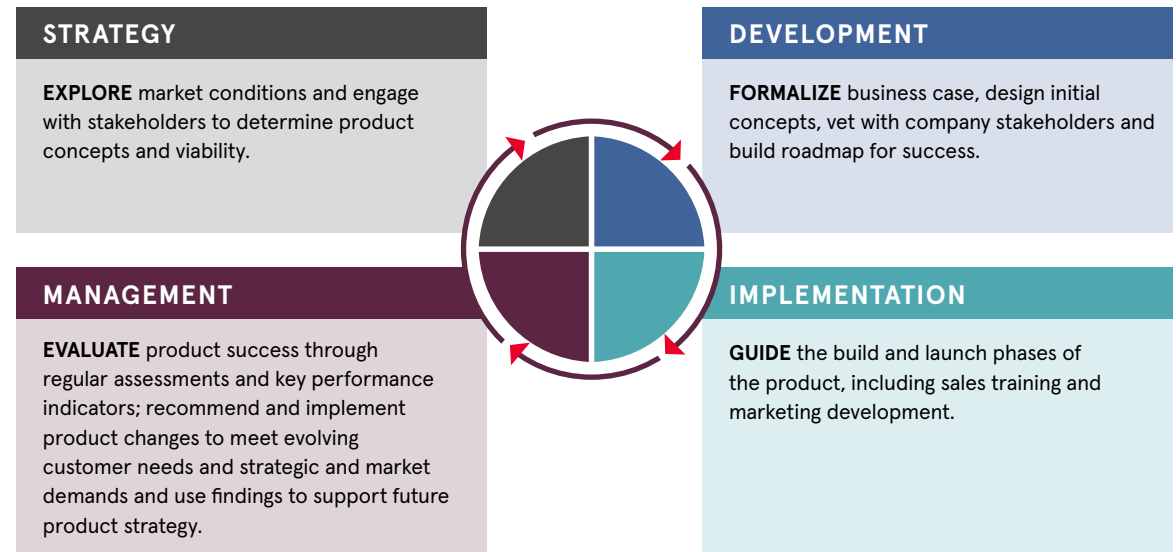 STRATEGY
EXPLORE market conditions and engage
with stakeholders to determine product
concepts and viability.
DEVELOPMENT
FORMALIZE business case, design initial
concepts, vet with company stakeholders and
build roadmap for success.
MANAGEMENT
EVALUATE product success through
regular assessments and key performance
indicators; recommend and implement
product changes to meet evolving
customer needs and strategic and market
demands and use findings to support future
product strategy.
IMPLEMENTATION
GUIDE the build and launch phases of
the product, including sales training and
marketing development.